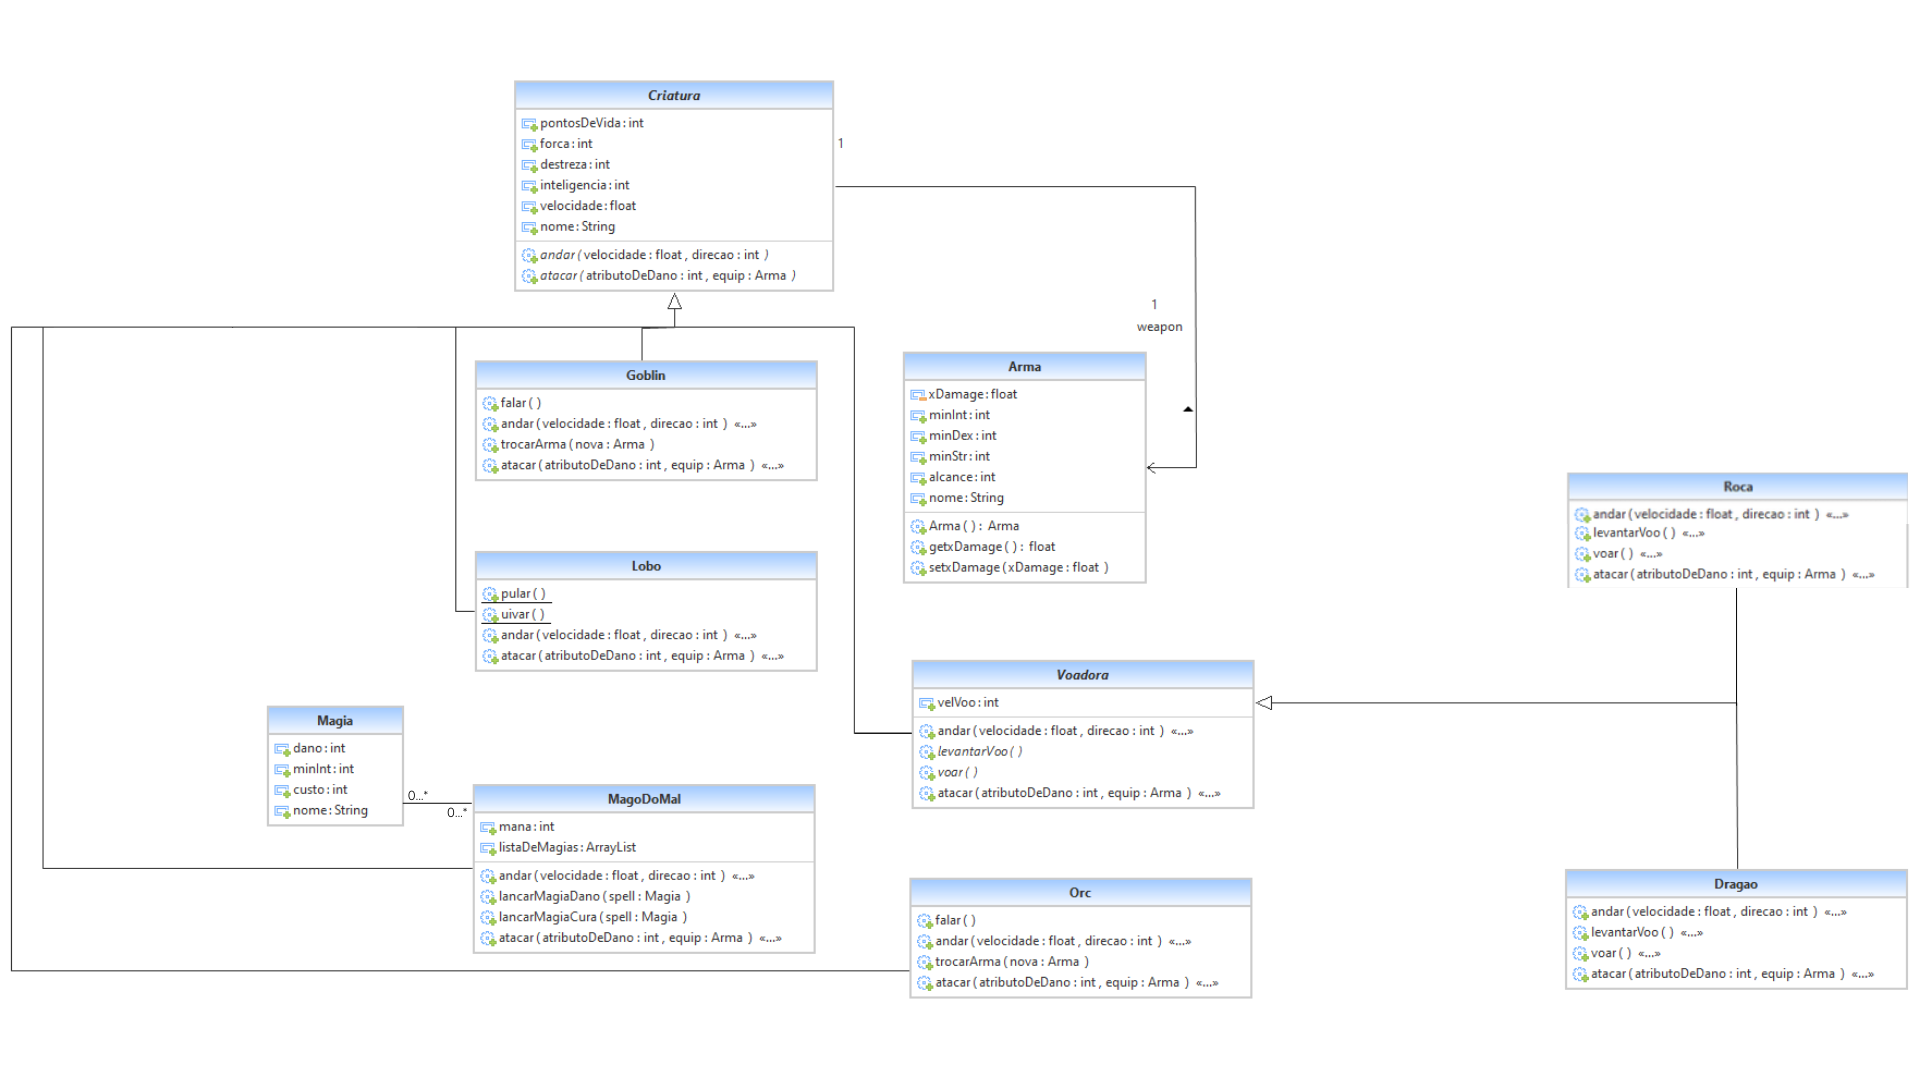 Criatura
pontosDeVida : int
forca : int
destreza : int
inteligencia : int
velocidade : float
nome : String
andar ( velocidade : float , direcao : int )
atacar ( atributoDeDano : int , equip : Arma )
1
1
weapon
Goblin
falar ( )
andar ( velocidade : float , direcao : int ) «...»
trocarArma ( nova : Arma )
atacar ( atributoDeDano : int , equip : Arma ) «...»
Arma
xDamage : float
minInt : int
minDex : int
minStr : int
alcance : int
nome : String
Arma ( ) : Arma
getxDamage ( ) : float
setxDamage ( xDamage : float )
Roca
andar ( velocidade : float , direcao : int ) «...»
levantarVoo ( ) «...»
voar ( ) «...»
atacar ( atributoDeDano : int , equip : Arma ) «...»
Lobo
pular ( )
uivar ( )
andar ( velocidade : float , direcao : int ) «...»
atacar ( atributoDeDano : int , equip : Arma ) «...»
Voadora
velVoo : int
andar ( velocidade : float , direcao : int ) «...»
levantarVoo ( )
voar ( )
atacar ( atributoDeDano : int , equip : Arma ) «...»
Magia
dano : int
minInt : int
custo : int
nome : String
0...*
0...*
MagoDoMal
mana : int
listaDeMagias : ArrayList
andar ( velocidade : float , direcao : int ) «...»
lancarMagiaDano ( spell : Magia )
lancarMagiaCura ( spell : Magia )
atacar ( atributoDeDano : int , equip : Arma ) «...»
Orc
falar ( )
andar ( velocidade : float , direcao : int ) «...»
trocarArma ( nova : Arma )
atacar ( atributoDeDano : int , equip : Arma ) «...»
Dragao
andar ( velocidade : float , direcao : int ) «...»
levantarVoo ( ) «...»
voar ( ) «...»
atacar ( atributoDeDano : int , equip : Arma ) «...»